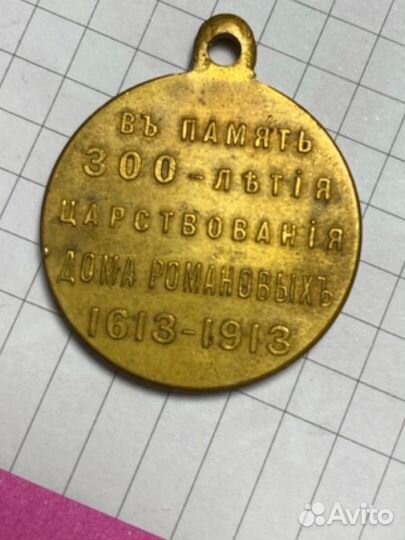 ВЪ ПАМЯТЬ
300-ЛѢТІЯ
ЦАРСТВОВАНІЯ
ДОМА РОМАНОВЫХЪ
1613-1913
Avito